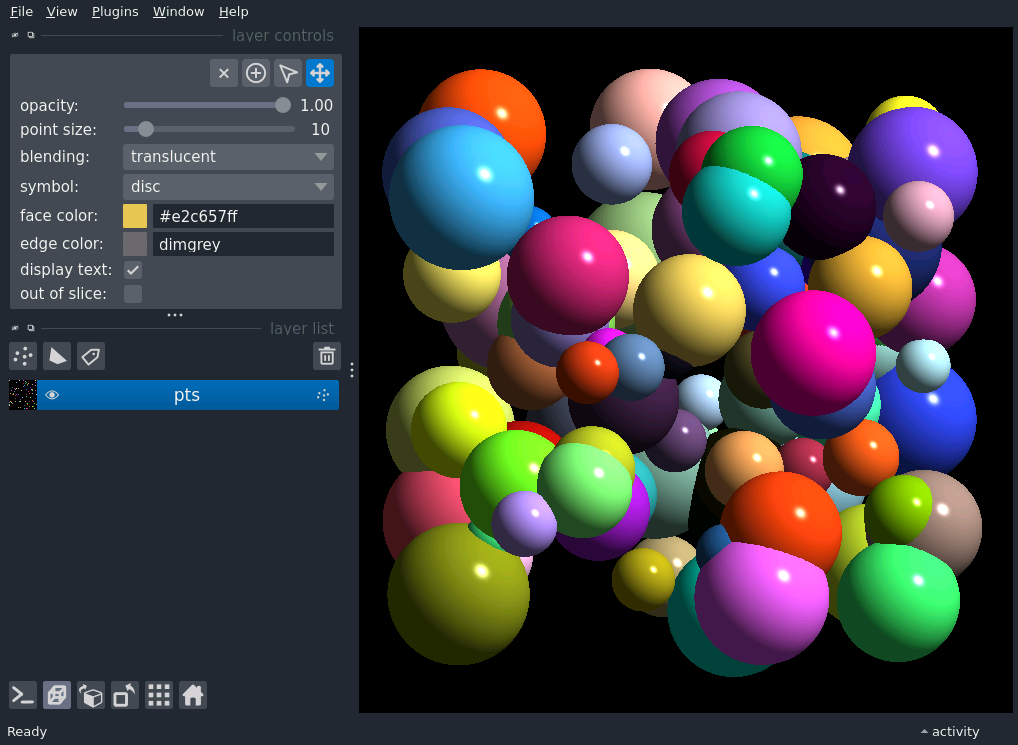 File View Plugins Window Help
layer controls
opacity: 1.00
point size: 10
blending: translucent
symbol: disc
face color: #e2c657ff
edge color: dimgrey
display text:
out of slice:
layer list
pts
Ready activity